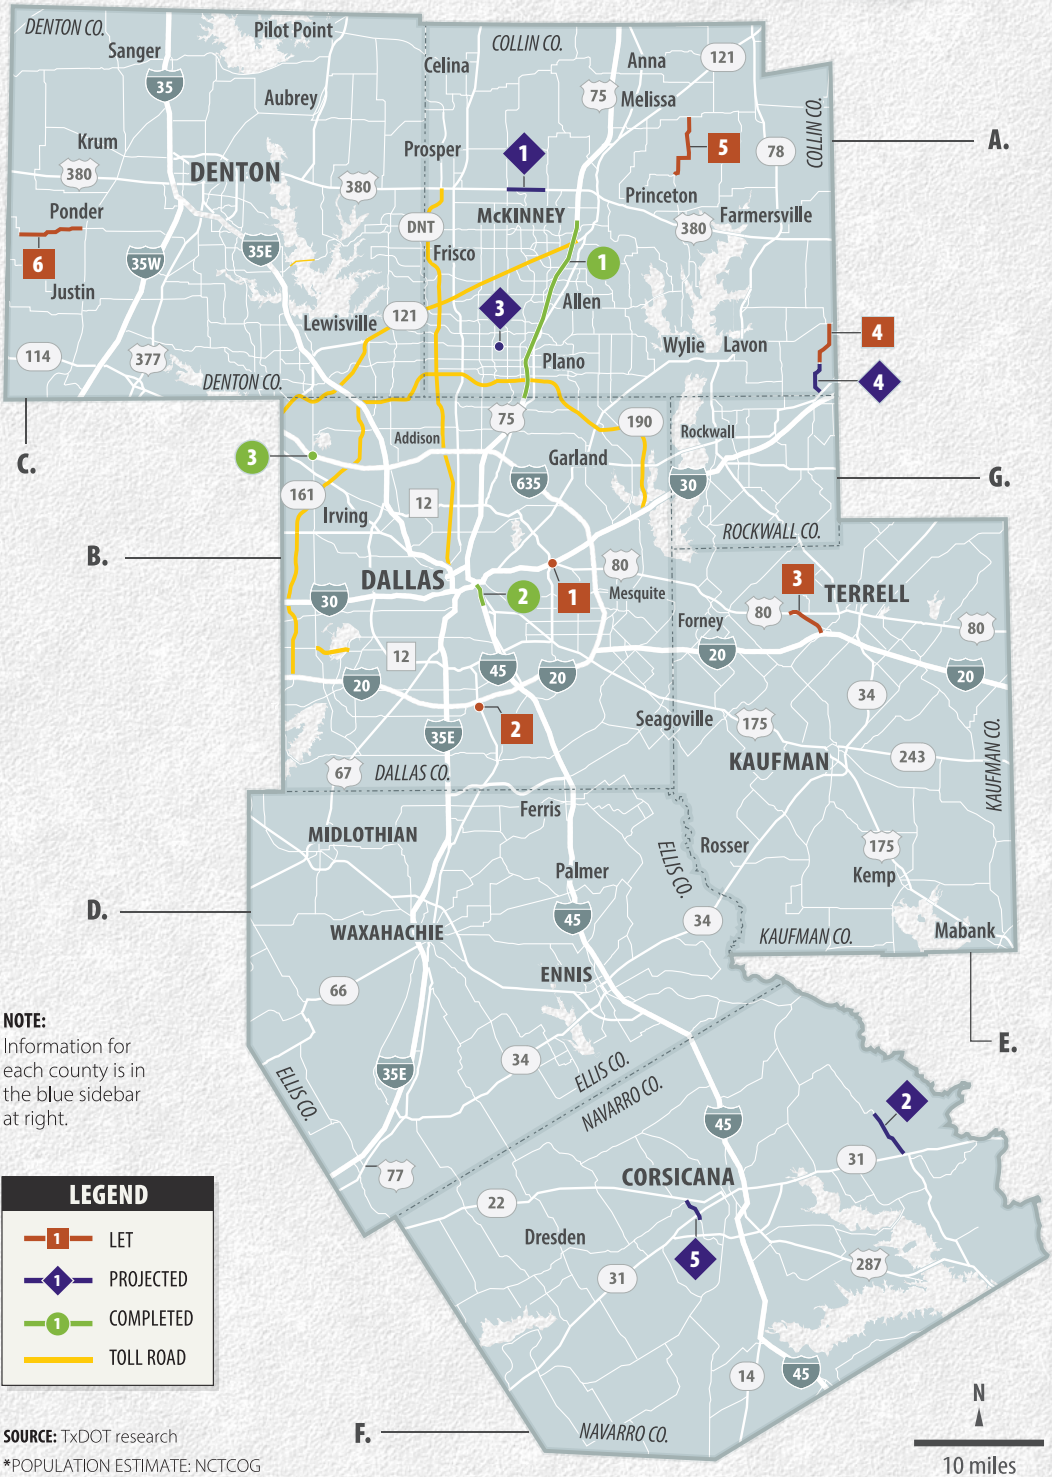 DENTON CO.
Pilot Point
Sanger
COLLIN CO.
Celina
Anna
121
35
75
Melissa
Aubrey
COLLIN CO.
Krum
Prosper
1
5
78
A.
380
DENTON
380
Princeton
Ponder
McKINNEY
Farmersville
DNT
380
6
35W
35E
Frisco
1
Justin
3
Allen
Lewisville
121
4
Wylie
Lavon
114
377
Plano
DENTON CO.
4
C.
75
190
Addison
Rockwall
3
Garland
G.
161
12
635
30
Irving
ROCKWALL CO.
B.
DALLAS
80
3
TERRELL
30
2
1
Mesquite
80
Forney
80
12
45
20
20
20
20
34
2
Seagoville
175
35E
KAUFMAN
243
67
DALLAS CO.
KAUFMAN CO.
Ferris
MIDLOTHIAN
Rosser
175
ELLIS CO.
Palmer
Kemp
D.
45
34
WAXAHACHIE
KAUFMAN CO.
Mabank
ENNIS
66
E.
NOTE:
Information for
each county is in
the blue sidebar
at right.
34
35E
ELLIS CO.
ELLIS CO.
NAVARRO CO.
2
45
31
77
CORSICANA
22
Dresden
5
287
31
LEGEND
1 LET
1 PROJECTED
1 COMPLETED
TOLL ROAD
14
45
N
F.
NAVARRO CO.
SOURCE: TxDOT research
*POPULATION ESTIMATE: NCTCOG
10 miles